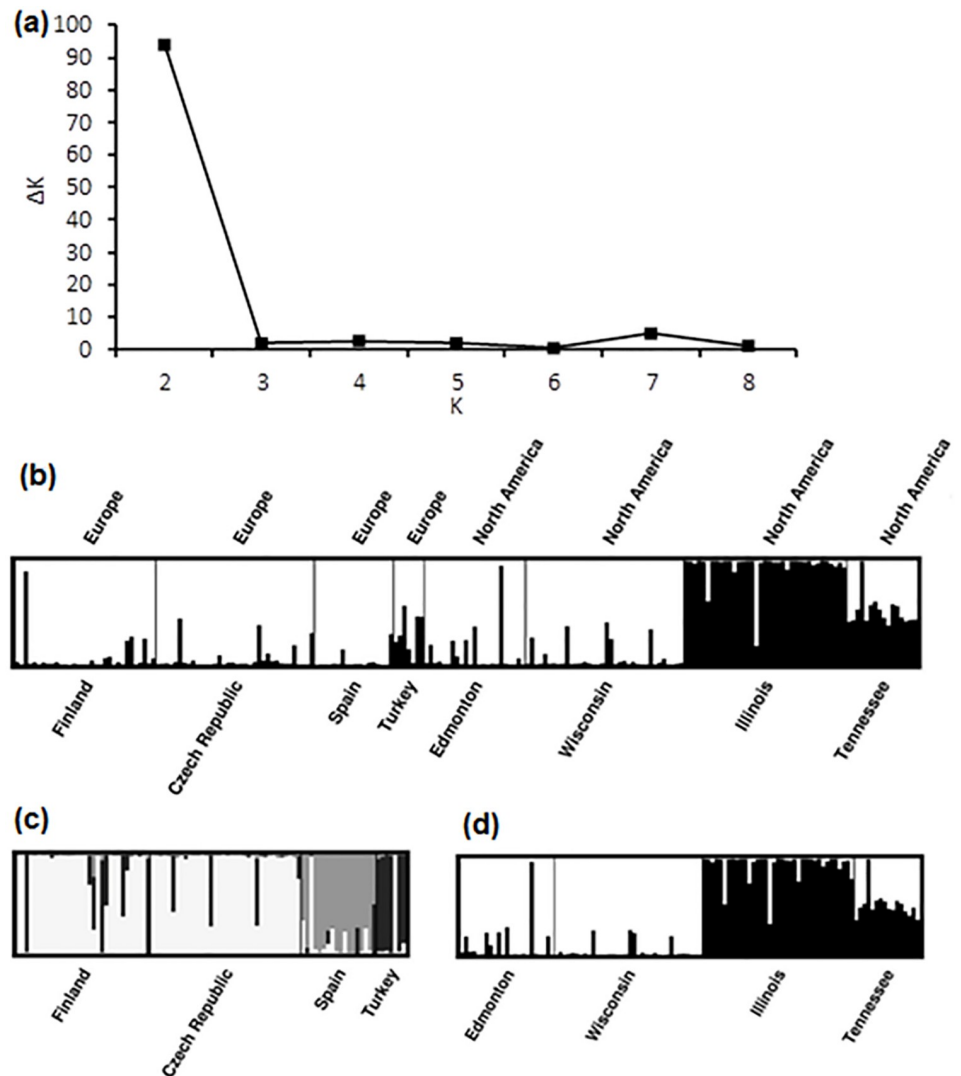 (a)
100
90
80
70
60
50
40
30
20
10
0
ΔK
2 3 4 5 6 7 8
K
(b)
Europe Europe Europe Europe North America North America North America North America
Finland Czech Republic Spain Turkey Edmonton Wisconsin Illinois Tennessee
(c)
Finland Czech Republic Spain Turkey
(d)
Edmonton Wisconsin Illinois Tennessee